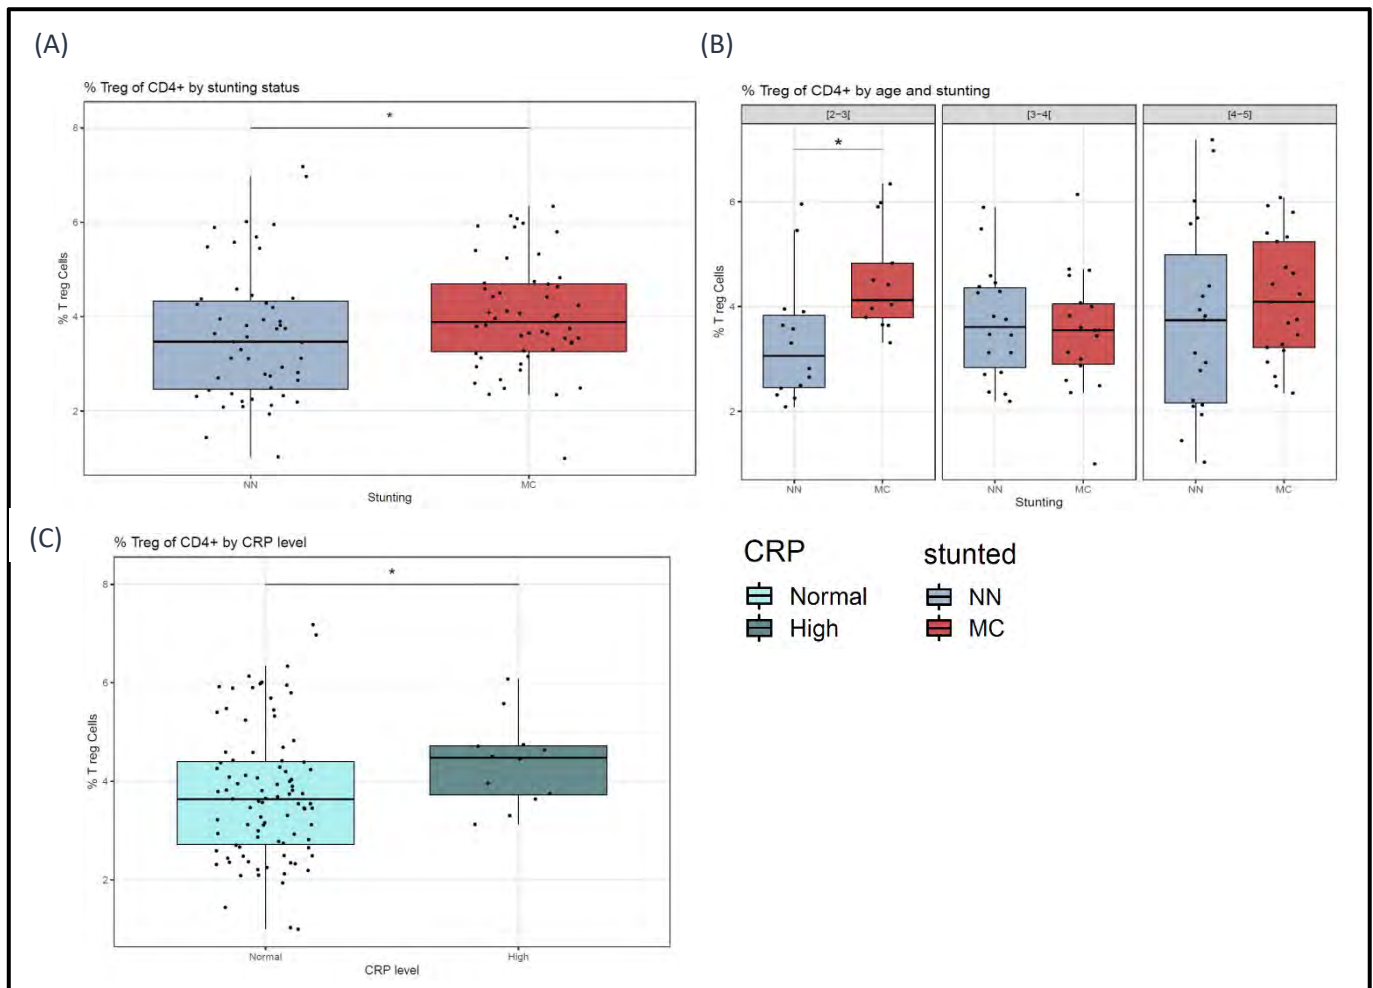 (A)
% Treg of CD4+ by stunting status
*
8
6
4
2
% T reg Cells
NN
MC
Stunting
(B)
% Treg of CD4+ by age and stunting
[2-3[
[3-4[
[4-5]
*
6
4
2
% T reg Cells
NN
MC
NN
MC
NN
MC
Stunting
(C)
% Treg of CD4+ by CRP level
*
8
6
4
2
% T reg Cells
Normal
High
CRP level
CRP
Normal
High
stunted
NN
MC